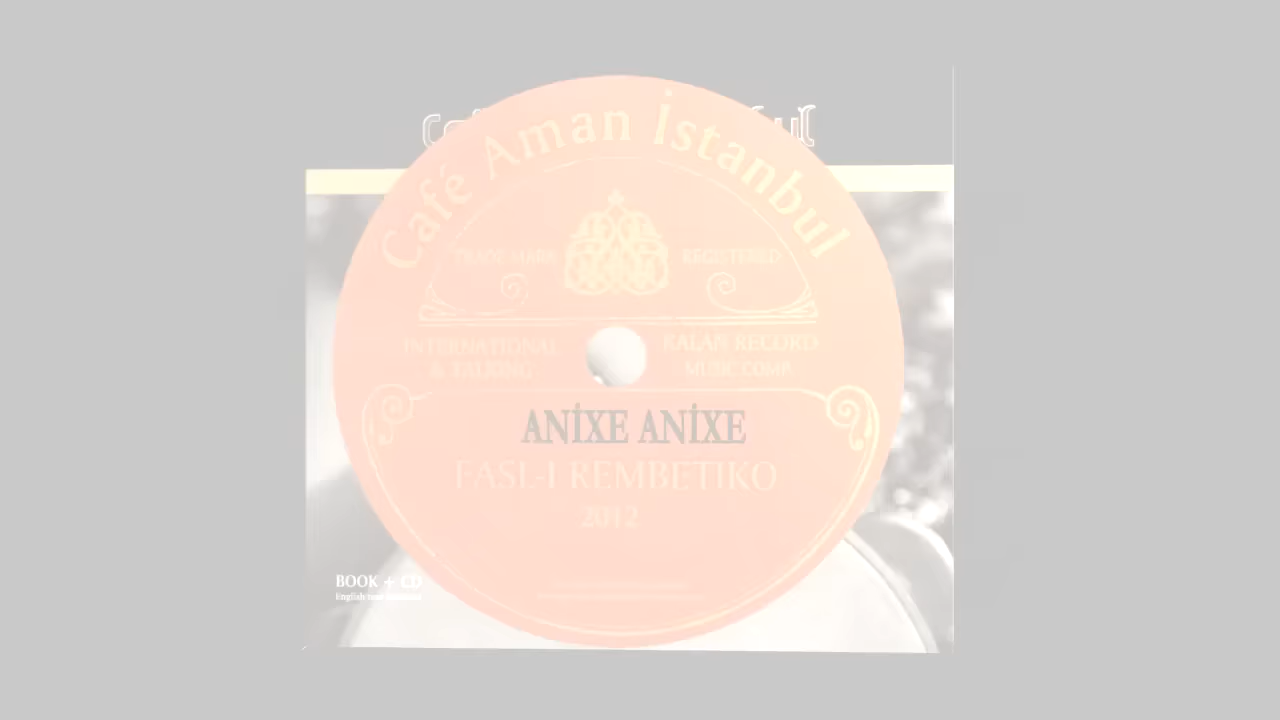 Café Aman İstanbul
TRADE MARK REGISTERED
INTERNATIONAL & TALKING
KALAN RECORD MUSIC COMP.
ANİXE ANİXE
FASL-I REMBETIKO
2012
BOOK + CD
English